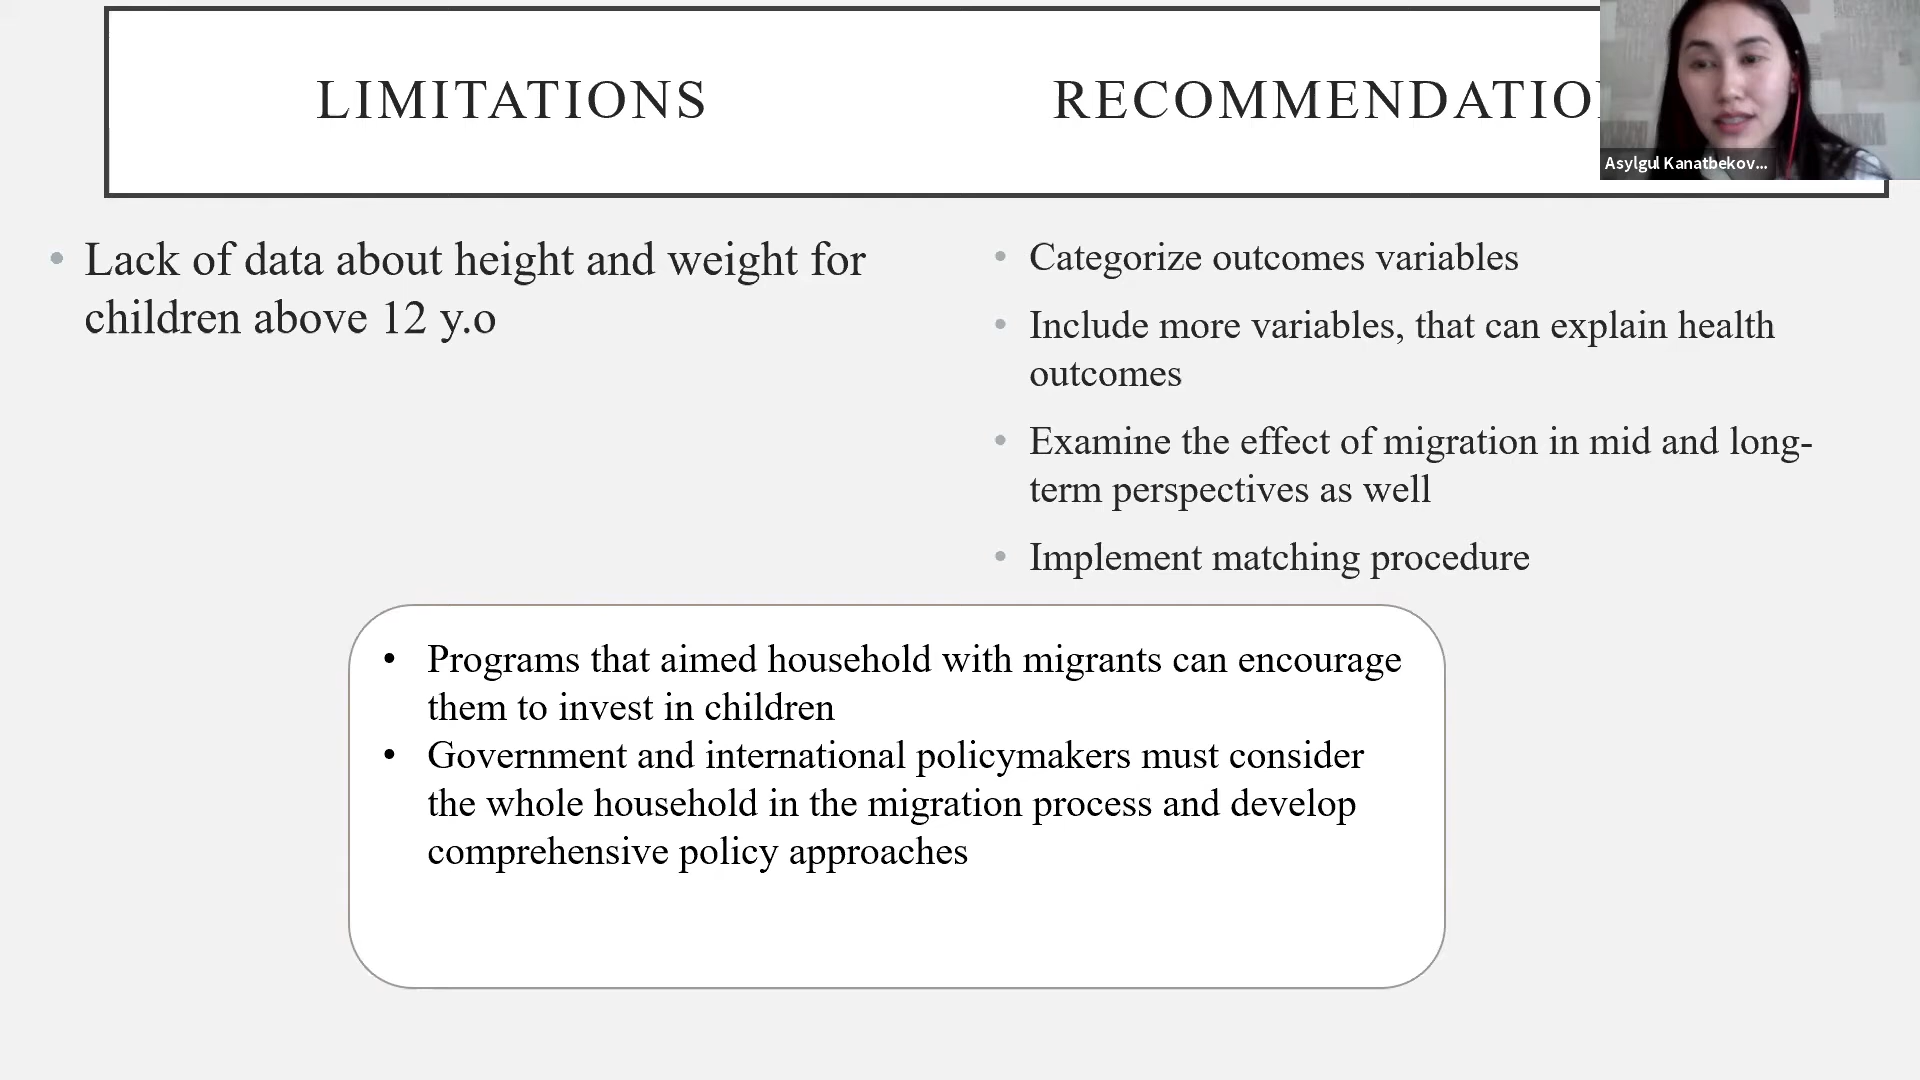 LIMITATIONS
RECOMMENDATIO
Asylgul Kanatbekov...
• Lack of data about height and weight for
children above 12 y.o
• Categorize outcomes variables
• Include more variables, that can explain health
outcomes
• Examine the effect of migration in mid and long-
term perspectives as well
• Implement matching procedure
• Programs that aimed household with migrants can encourage
them to invest in children
• Government and international policymakers must consider
the whole household in the migration process and develop
comprehensive policy approaches